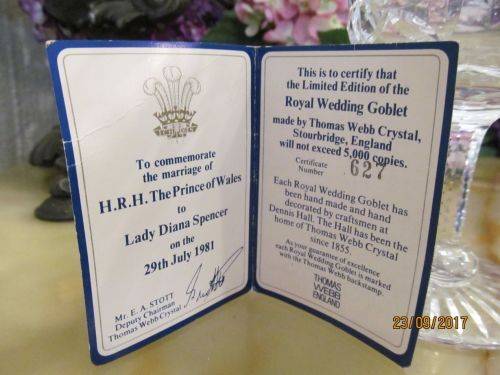 To commemorate
the marriage of
H.R.H. The Prince of Wales
to
Lady Diana Spencer
on the
29th July 1981
Mr. E. A. STOTT
Deputy Chairman
Thomas Webb Crystal
This is to certify that
the Limited Edition of the
Royal Wedding Goblet
made by Thomas Webb Crystal,
Stourbridge, England
will not exceed 5,000 copies.
Certificate
Number 627
Each Royal Wedding Goblet has
been hand made and hand
decorated by craftsmen at
Dennis Hall. The Hall has been the
home of Thomas Webb Crystal
since 1855
As your guarantee of excellence
each Royal Wedding Goblet is marked
with the Thomas Webb backstamp.
THOMAS
WEBB
ENGLAND
23/09/2017